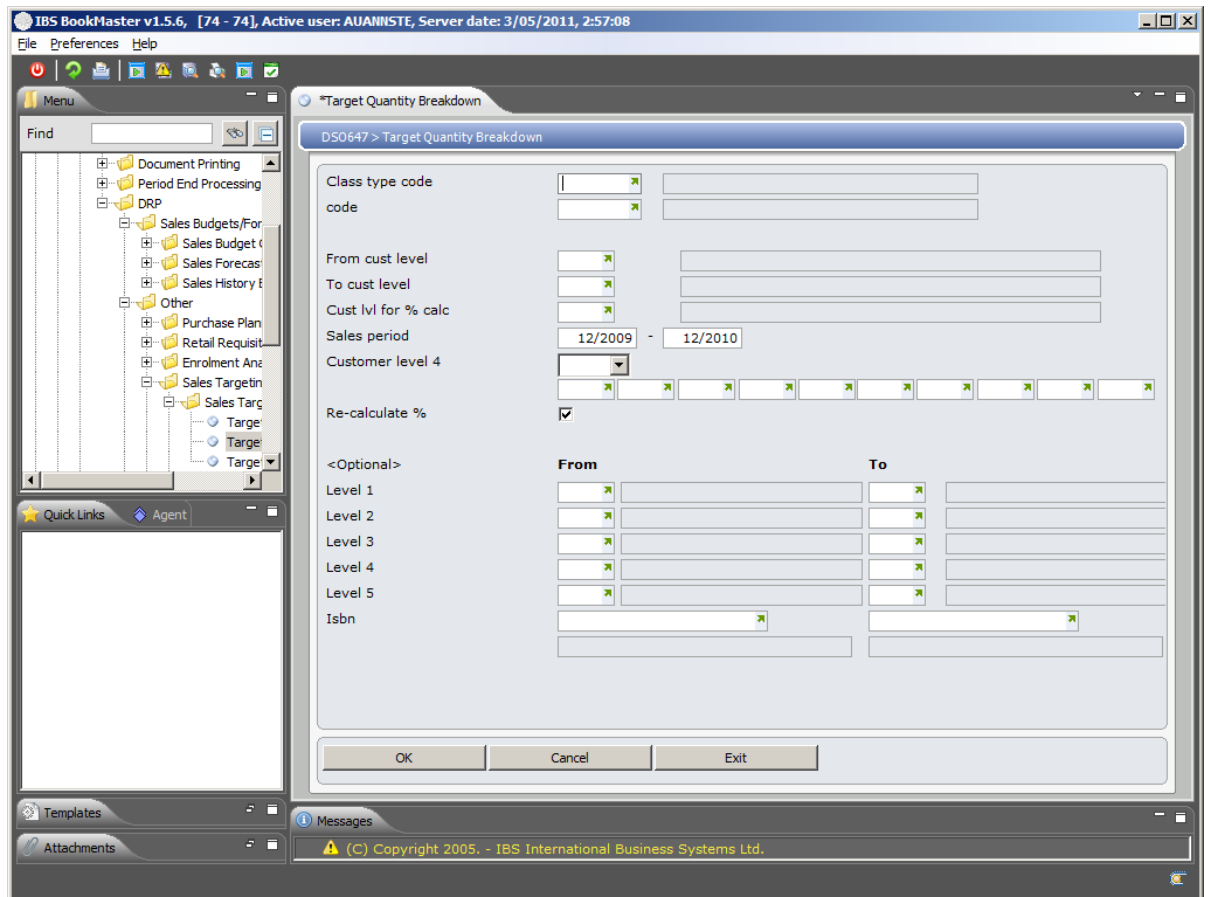 IBS BookMaster v1.5.6, [74 - 74], Active user: AUANNSTE, Server date: 3/05/2011, 2:57:08
File Preferences Help
Menu
Find
Document Printing
Period End Processing
DRP
Sales Budgets/For
Sales Budget
Sales Forecas
Sales History E
Other
Purchase Plan
Retail Requisit
Enrolment Ana
Sales Targetin
Sales Targ
Targe
Targe
Targe
Quick Links Agent
Templates
Attachments
*Target Quantity Breakdown
DSO647 > Target Quantity Breakdown
Class type code
code
From cust level
To cust level
Cust lvl for % calc
Sales period 12/2009 - 12/2010
Customer level 4
Re-calculate %
<Optional> From To
Level 1
Level 2
Level 3
Level 4
Level 5
Isbn
OK Cancel Exit
Messages
(C) Copyright 2005. - IBS International Business Systems Ltd.